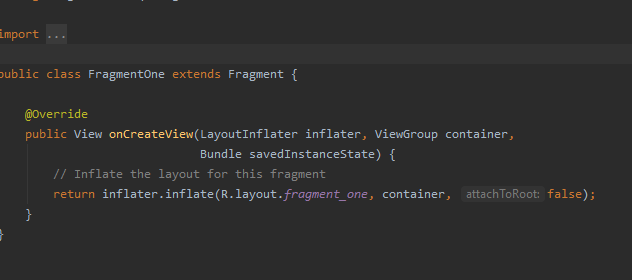 import ...
public class FragmentOne extends Fragment {
@Override
public View onCreateView(LayoutInflater inflater, ViewGroup container,
Bundle savedInstanceState) {
// Inflate the layout for this fragment
return inflater.inflate(R.layout.fragment_one, container, attachToRoot: false);
}
}